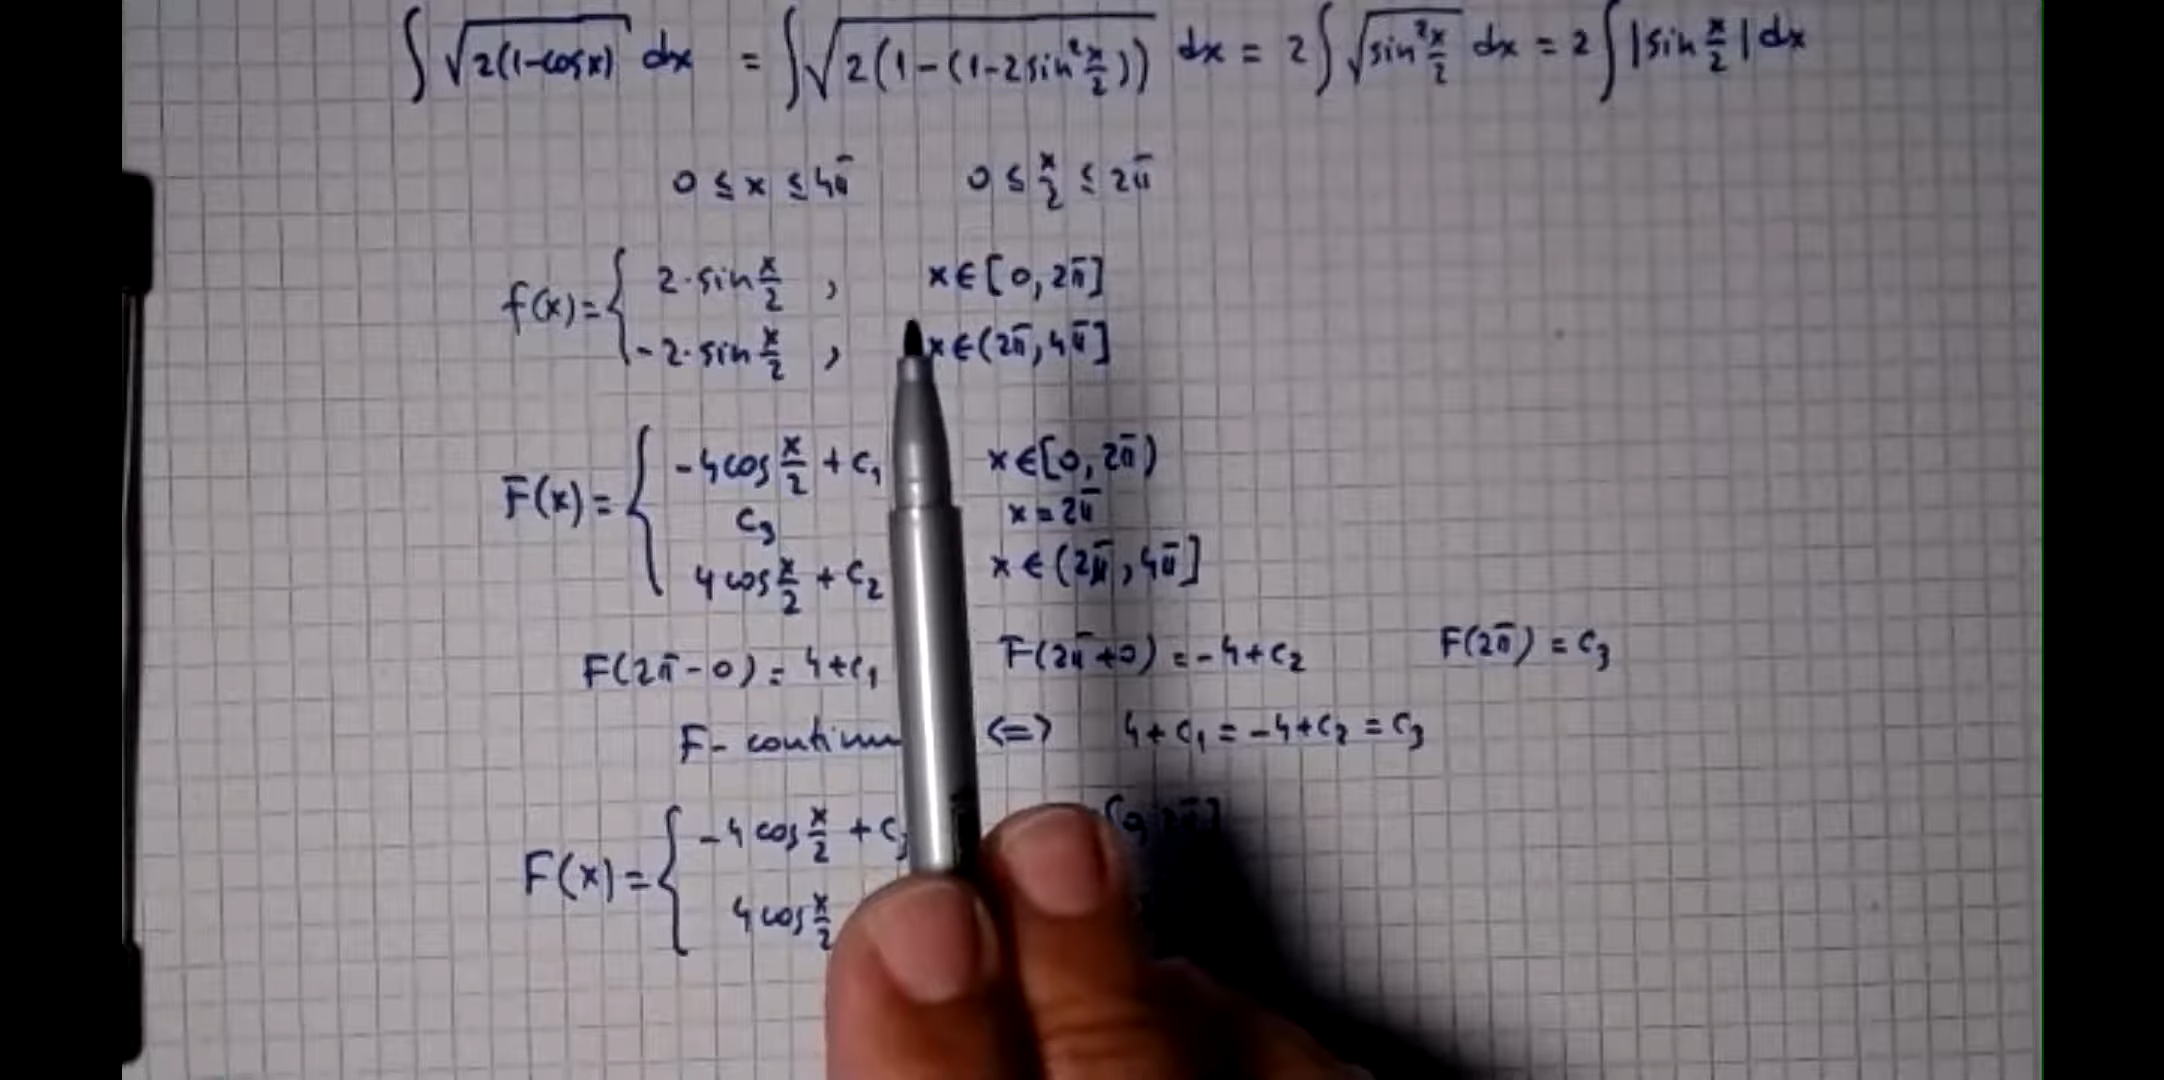 ∫√(2(1-cosx)) dx = ∫√(2(1-(1-2sin²x/2))) dx = 2∫√(sin²x/2) dx = 2∫|sin x/2|dx
0 ≤ x ≤ 4π    0 ≤ x/2 ≤ 2π
f(x)= { 2·sin x/2 ,    x∈[0,2π]
-2·sin x/2 ,    x∈(2π,4π]
F(x)= { -4cos x/2 + c₁    x∈[0,2π)
c₃    x=2π
4cos x/2 + c₂    x∈(2π,4π]
F(2π-0)= 4+c₁    F(2π+0)=-4+c₂    F(2π)=c₃
F-    <=>    4+c₁=-4+c₂=c₃
F(x)= { -4cos x/2 +
4cos x/2